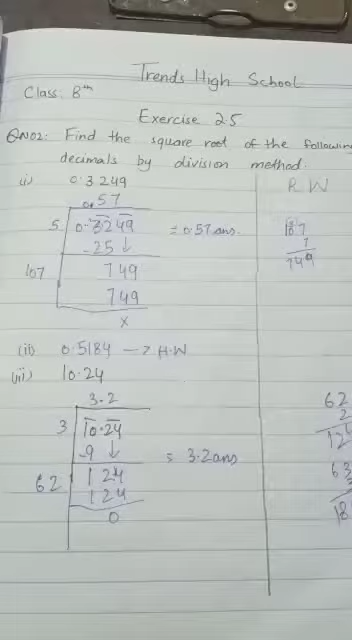 Trends High School
Class: 8th
Exercise 2.5
QNO2: Find the square root of the following
decimals by division method.
(i) 0.3249
R.W
0.57
5 0.3249 = 0.57 ans.
-25 ↓
107 749
749
x
107
7
749
(ii) 0.5184 → H.W
(iii) 10.24
3.2
3 10.24
-9 ↓ = 3.2 ans
62 124
124
0
62
2
124
63
18